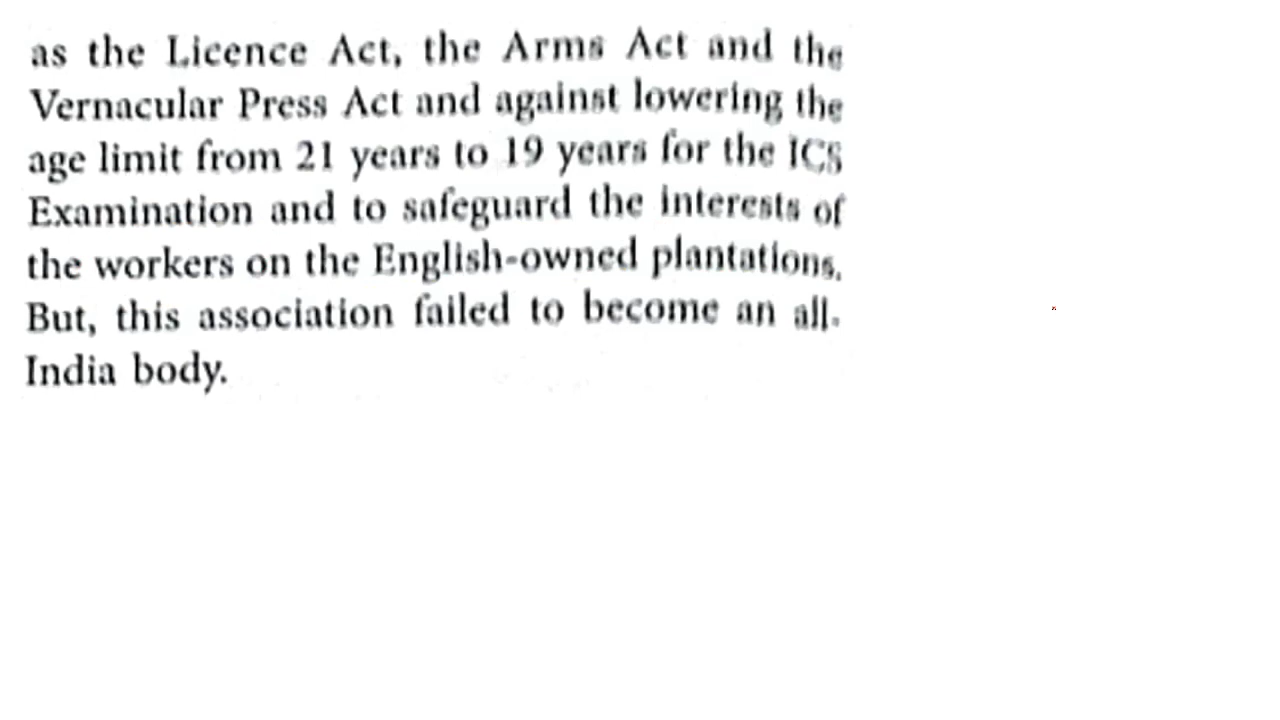 as the Licence Act, the Arms Act and the
Vernacular Press Act and against lowering the
age limit from 21 years to 19 years for the ICS
Examination and to safeguard the interests of
the workers on the English-owned plantations.
But, this association failed to become an all-
India body.